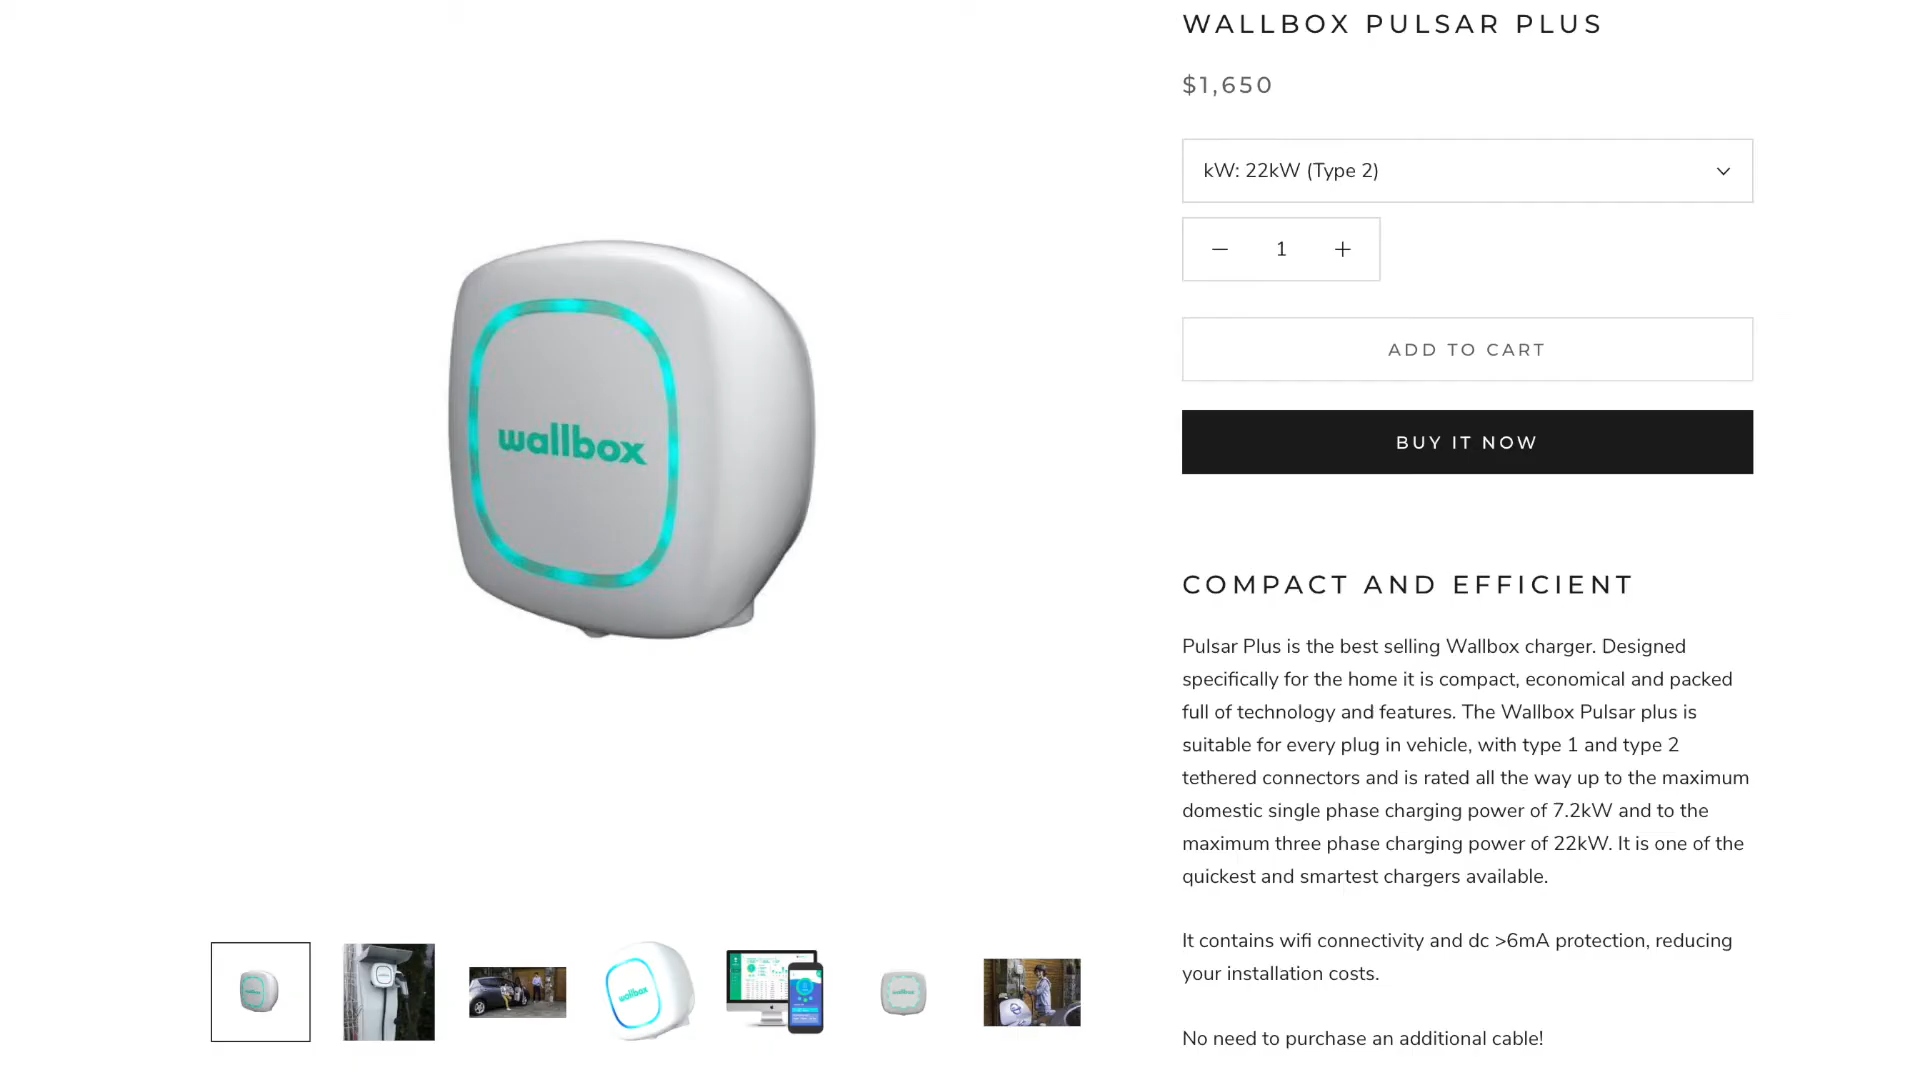 WALLBOX PULSAR PLUS
$1,650
kW: 22kW (Type 2)
1
ADD TO CART
BUY IT NOW
wallbox
COMPACT AND EFFICIENT
Pulsar Plus is the best selling Wallbox charger. Designed
specifically for the home it is compact, economical and packed
full of technology and features. The Wallbox Pulsar plus is
suitable for every plug in vehicle, with type 1 and type 2
tethered connectors and is rated all the way up to the maximum
domestic single phase charging power of 7.2kW and to the
maximum three phase charging power of 22kW. It is one of the
quickest and smartest chargers available.
It contains wifi connectivity and dc >6mA protection, reducing
your installation costs.
No need to purchase an additional cable!
wallbox